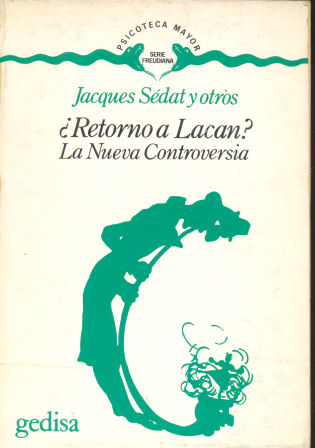 PSICOTECA MAYOR
SERIE
FREUDIANA
Jacques Sédat y otros
¿Retorno a Lacan?
La Nueva Controversia
gedisa